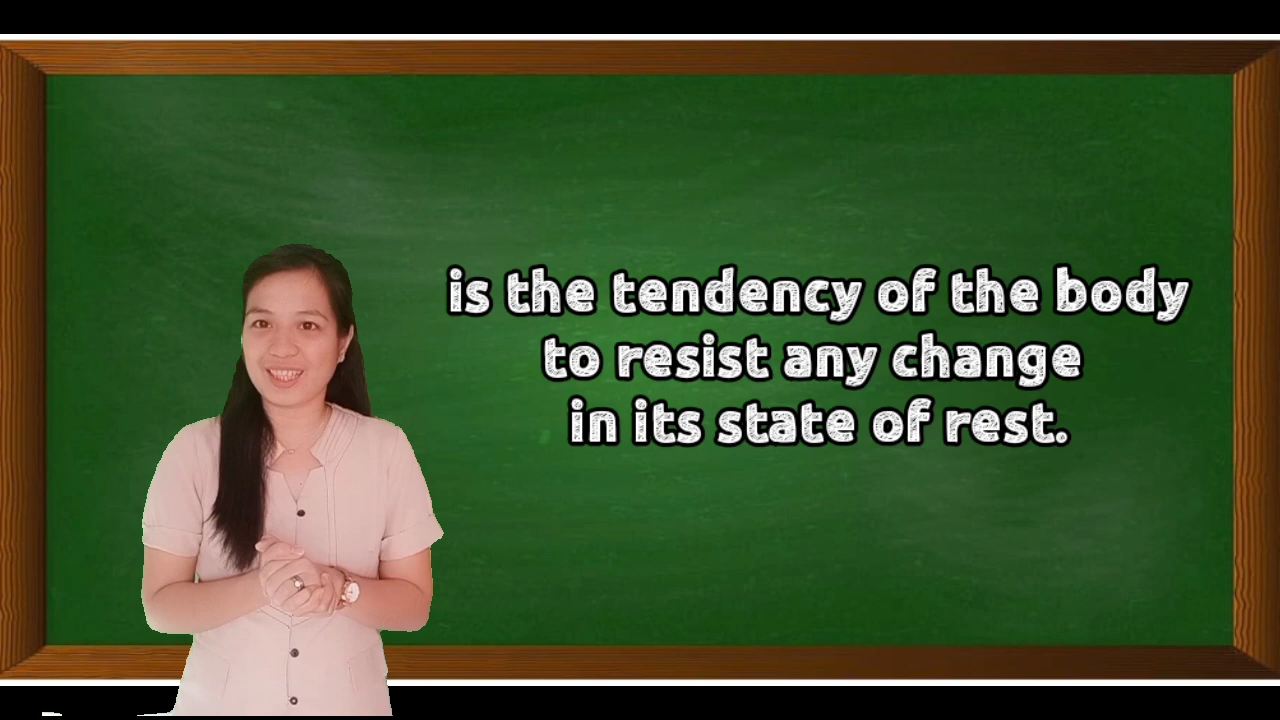 is the tendency of the body
to resist any change
in its state of rest.